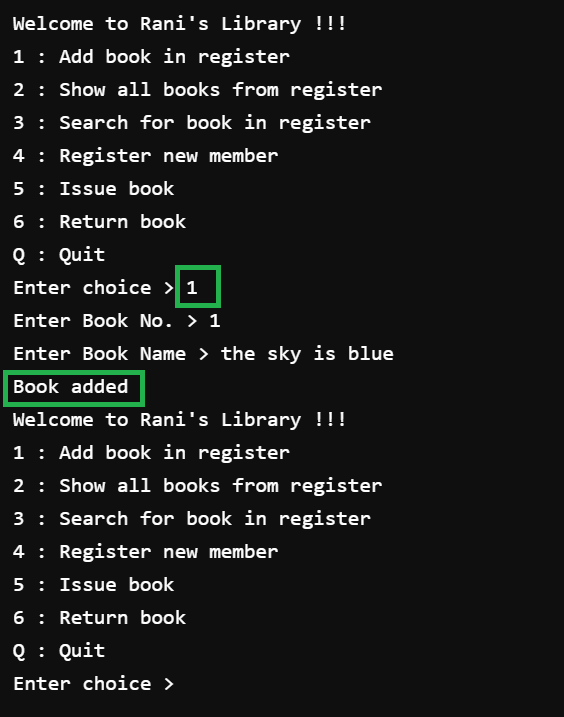 Welcome to Rani's Library !!!
1 : Add book in register
2 : Show all books from register
3 : Search for book in register
4 : Register new member
5 : Issue book
6 : Return book
Q : Quit
Enter choice > 1
Enter Book No. > 1
Enter Book Name > the sky is blue
Book added
Welcome to Rani's Library !!!
1 : Add book in register
2 : Show all books from register
3 : Search for book in register
4 : Register new member
5 : Issue book
6 : Return book
Q : Quit
Enter choice >